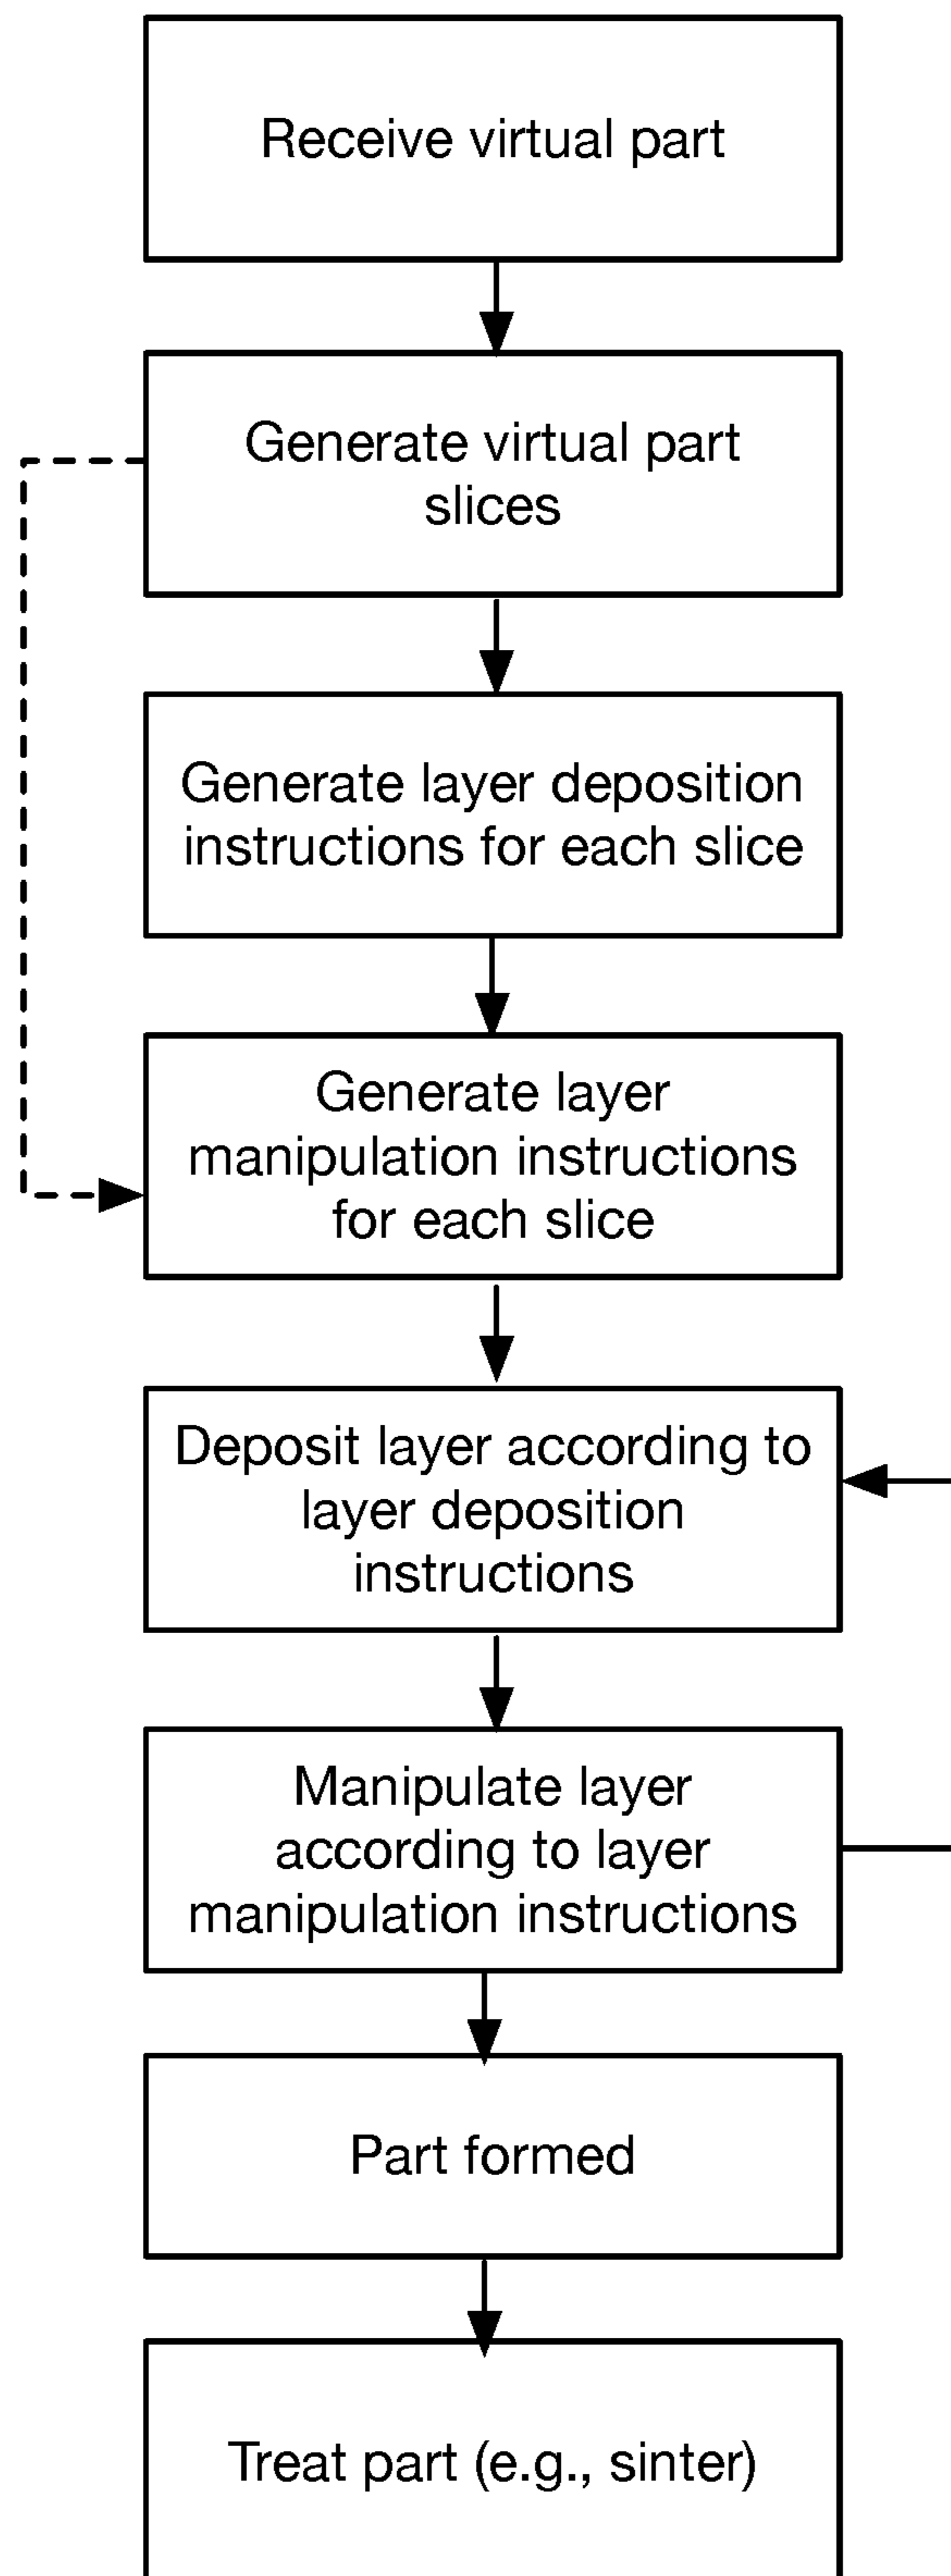 Receive virtual part
Generate virtual part
slices
Generate layer deposition
instructions for each slice
Generate layer
manipulation instructions
for each slice
Deposit layer according to
layer deposition
instructions
Manipulate layer
according to layer
manipulation instructions
Part formed
Treat part (e.g., sinter)